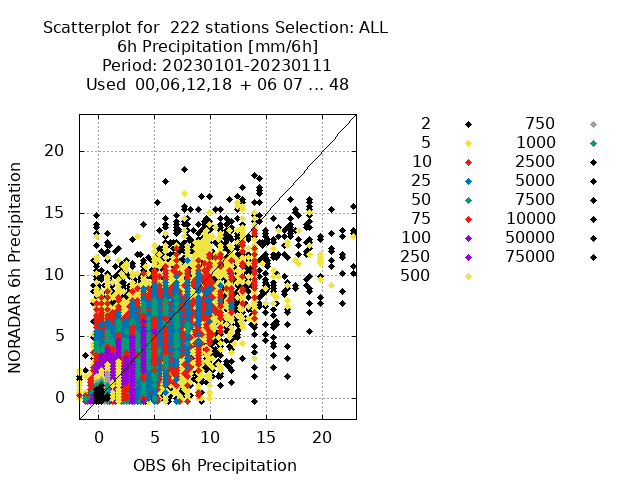 Scatterplot for  222 stations Selection: ALL
6h Precipitation [mm/6h]
Period: 20230101-20230111
Used  00,06,12,18 + 06 07 ... 48
NORADAR 6h Precipitation
20
15
10
5
0
0 5 10 15 20
OBS 6h Precipitation
2 750
5 1000
10 2500
25 5000
50 7500
75 10000
100 50000
250 75000
500